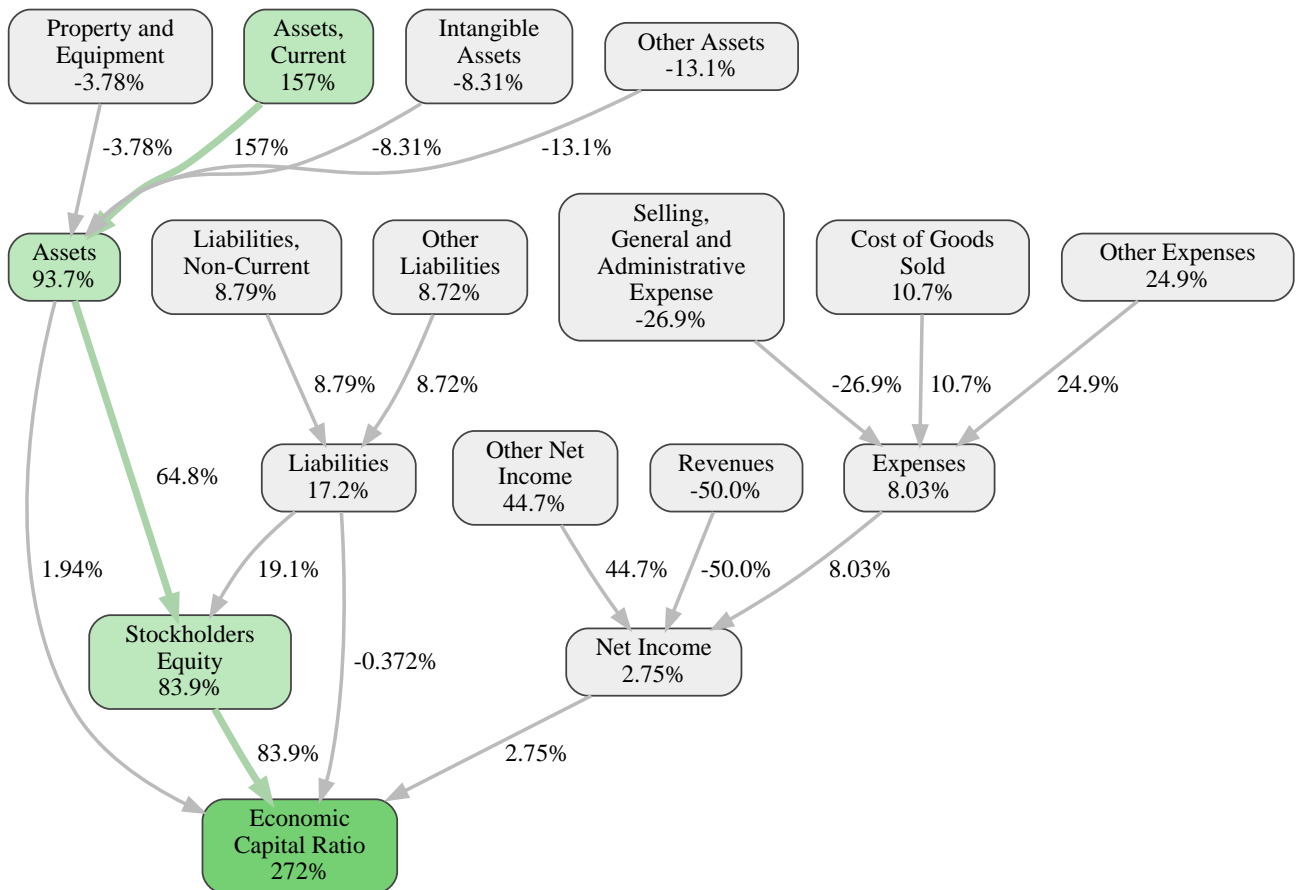 Property and
Equipment
-3.78%
Assets,
Current
157%
Intangible
Assets
-8.31%
Other Assets
-13.1%
-3.78%
157%
-8.31%
-13.1%
Assets
93.7%
Liabilities,
Non-Current
8.79%
Other
Liabilities
8.72%
Selling,
General and
Administrative
Expense
-26.9%
Cost of Goods
Sold
10.7%
Other Expenses
24.9%
8.79%
8.72%
-26.9%
10.7%
24.9%
64.8%
Liabilities
17.2%
Other Net
Income
44.7%
Revenues
-50.0%
Expenses
8.03%
1.94%
19.1%
44.7%
-50.0%
8.03%
Stockholders
Equity
83.9%
-0.372%
Net Income
2.75%
83.9%
2.75%
Economic
Capital Ratio
272%